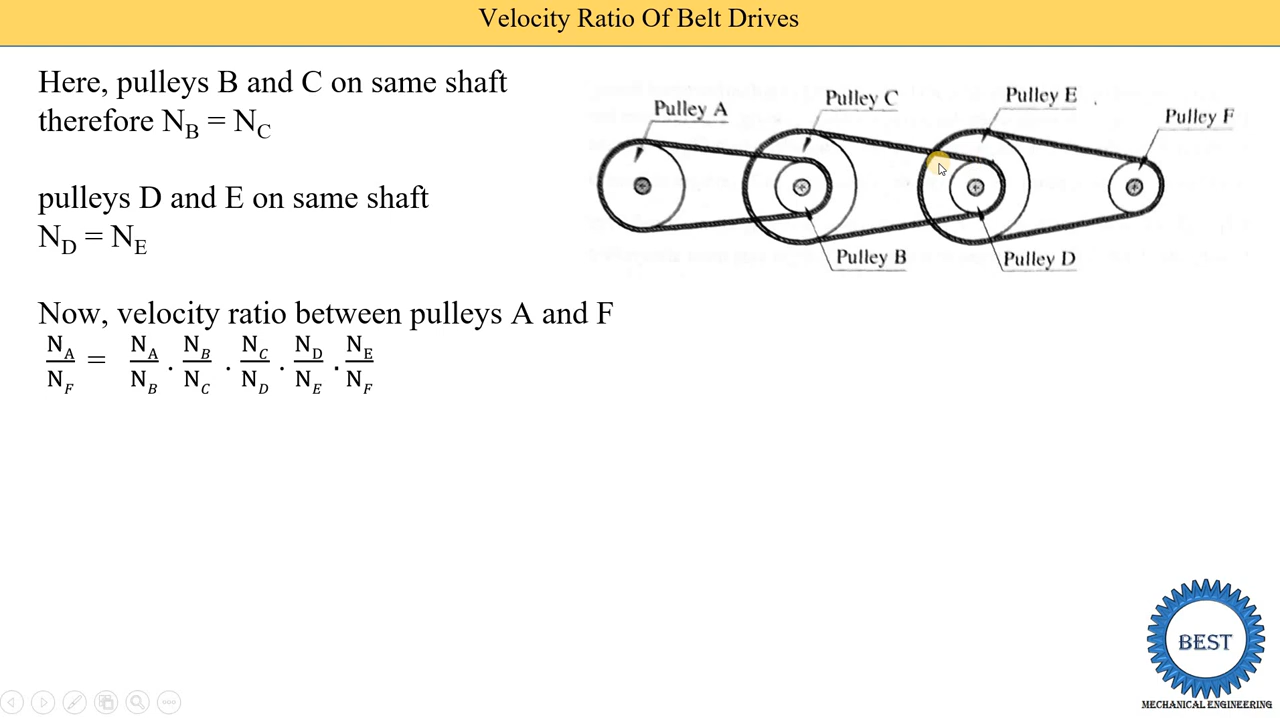 Velocity Ratio Of Belt Drives
Here, pulleys B and C on same shaft
therefore N_B = N_C
pulleys D and E on same shaft
N_D = N_E
Now, velocity ratio between pulleys A and F
N_A/N_F = N_A/N_B · N_B/N_C · N_C/N_D · N_D/N_E · N_E/N_F
Pulley A
Pulley C
Pulley E
Pulley F
Pulley B
Pulley D
BEST
MECHANICAL ENGINEERING